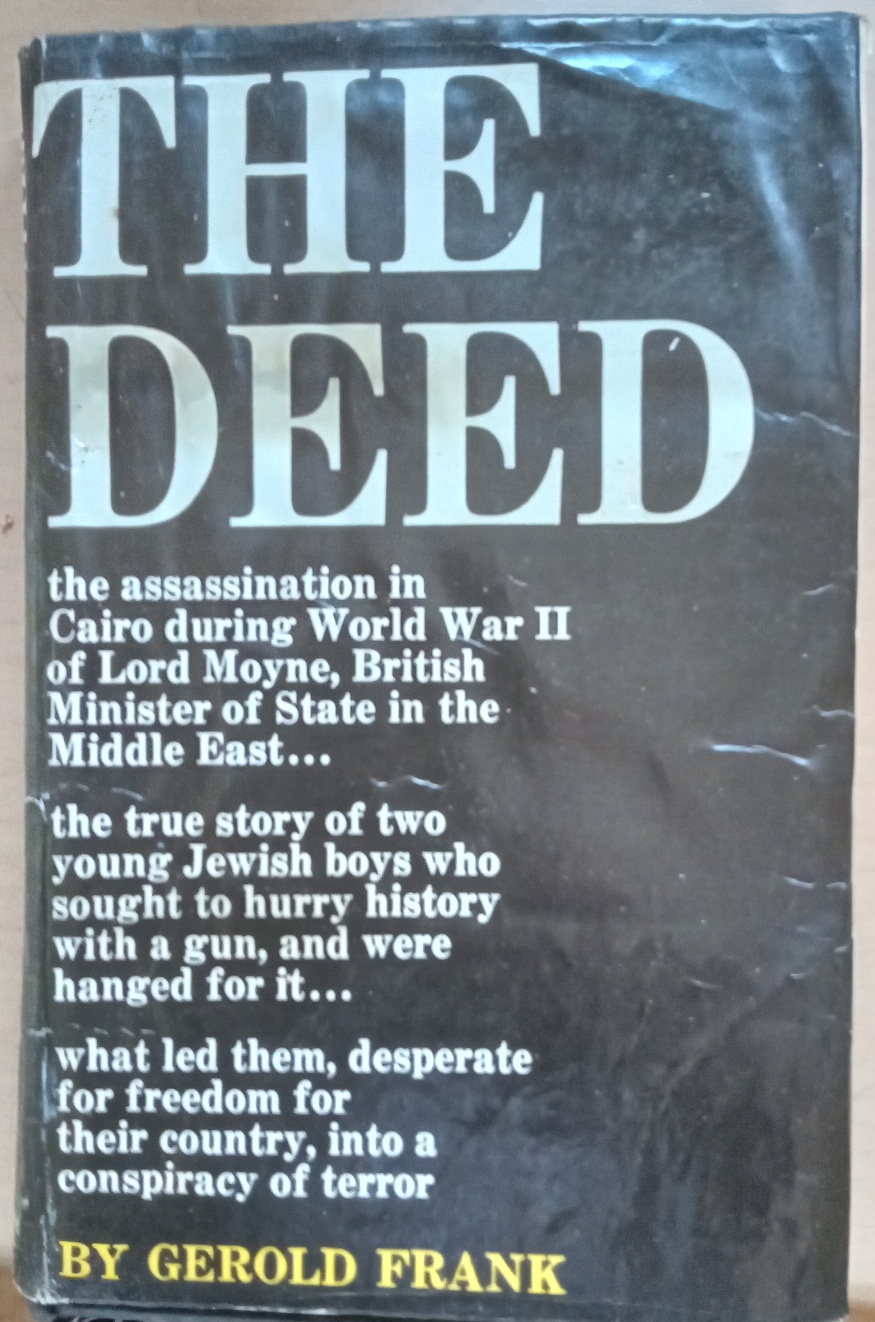 THE
DEED
the assassination in
Cairo during World War II
of Lord Moyne, British
Minister of State in the
Middle East...
the true story of two
young Jewish boys who
sought to hurry history
with a gun, and were
hanged for it...
what led them, desperate
for freedom for
their country, into a
conspiracy of terror
BY GEROLD FRANK